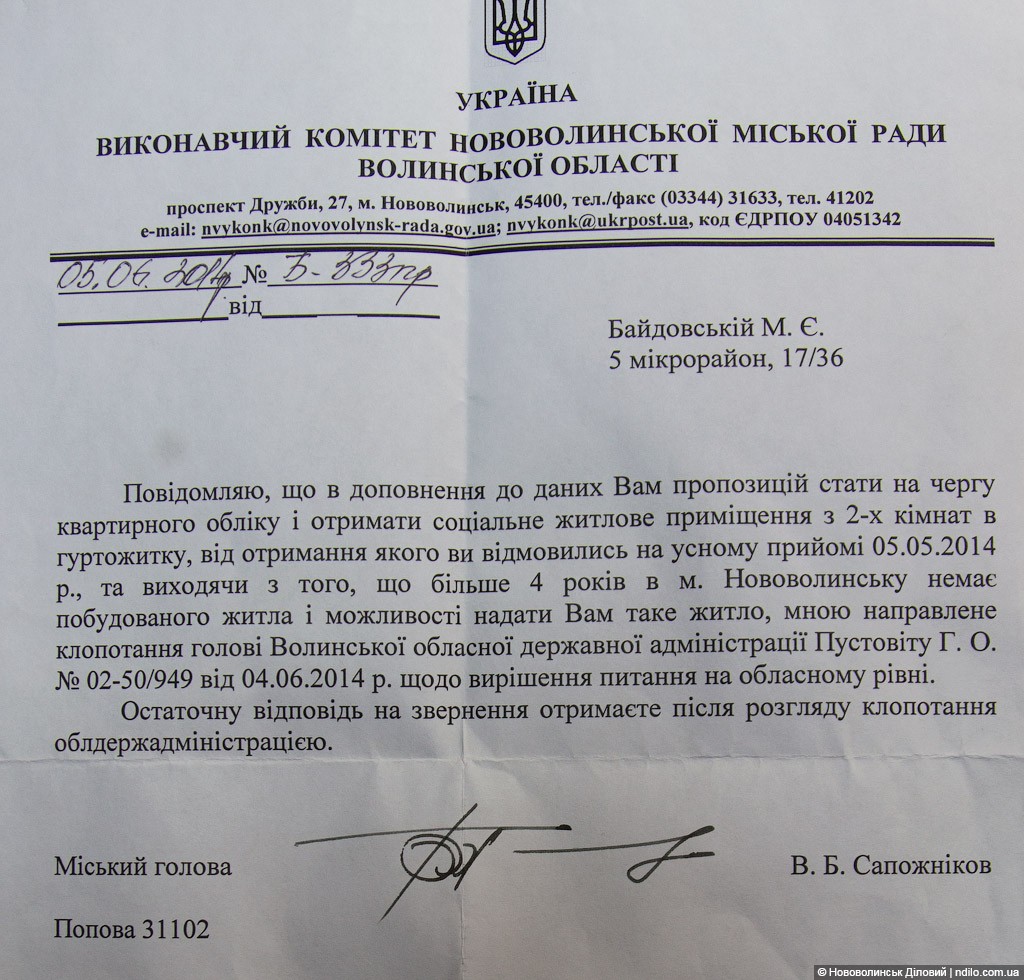 УКРАЇНА
ВИКОНАВЧИЙ КОМІТЕТ НОВОВОЛИНСЬКОЇ МІСЬКОЇ РАДИ
ВОЛИНСЬКОЇ ОБЛАСТІ
проспект Дружби, 27, м. Нововолинськ, 45400, тел./факс (03344) 31633, тел. 41202
e-mail: nvykonk@novovolynsk-rada.gov.ua; nvykonk@ukrpost.ua, код ЄДРПОУ 04051342
05.06.2014р № Б-333пр
від
Байдовській М. Є.
5 мікрорайон, 17/36
Повідомляю, що в доповнення до даних Вам пропозицій стати на чергу
квартирного обліку і отримати соціальне житлове приміщення з 2-х кімнат в
гуртожитку, від отримання якого ви відмовились на усному прийомі 05.05.2014
р., та виходячи з того, що більше 4 років в м. Нововолинську немає
побудованого житла і можливості надати Вам таке житло, мною направлене
клопотання голові Волинської обласної державної адміністрації Пустовіту Г. О.
№ 02-50/949 від 04.06.2014 р. щодо вирішення питання на обласному рівні.
Остаточну відповідь на звернення отримаєте після розгляду клопотання
облдержадміністрацією.
Міський голова В. Б. Сапожніков
Попова 31102
© Нововолинськ Діловий | ndilo.com.ua